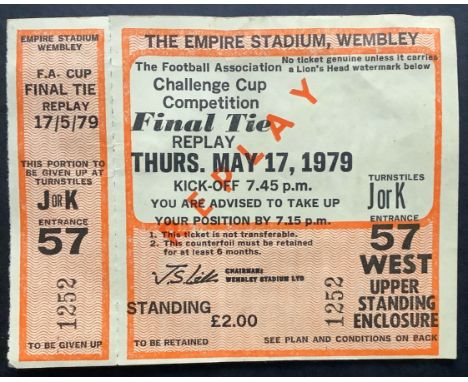 EMPIRE STADIUM
WEMBLEY
F.A. CUP
FINAL TIE
REPLAY
17/5/79
THIS PORTION TO
BE GIVEN UP AT
TURNSTILES
J or K
ENTRANCE
57
1252
TO BE GIVEN UP
THE EMPIRE STADIUM, WEMBLEY
The Football Association
No ticket genuine unless it carries
a Lion's Head watermark below
Challenge Cup
Competition
Final Tie
REPLAY
THURS. MAY 17, 1979
KICK-OFF 7.45 p.m.
YOU ARE ADVISED TO TAKE UP
YOUR POSITION BY 7.15 p.m.
REPLAY
TURNSTILES
J or K
ENTRANCE
57
WEST
UPPER
STANDING
ENCLOSURE
1. This ticket is not transferable.
2. This counterfoil must be retained
for at least 6 months.
CHAIRMAN:
WEMBLEY STADIUM LTD
1252
STANDING
£2.00
TO BE RETAINED
SEE PLAN AND CONDITIONS ON BACK